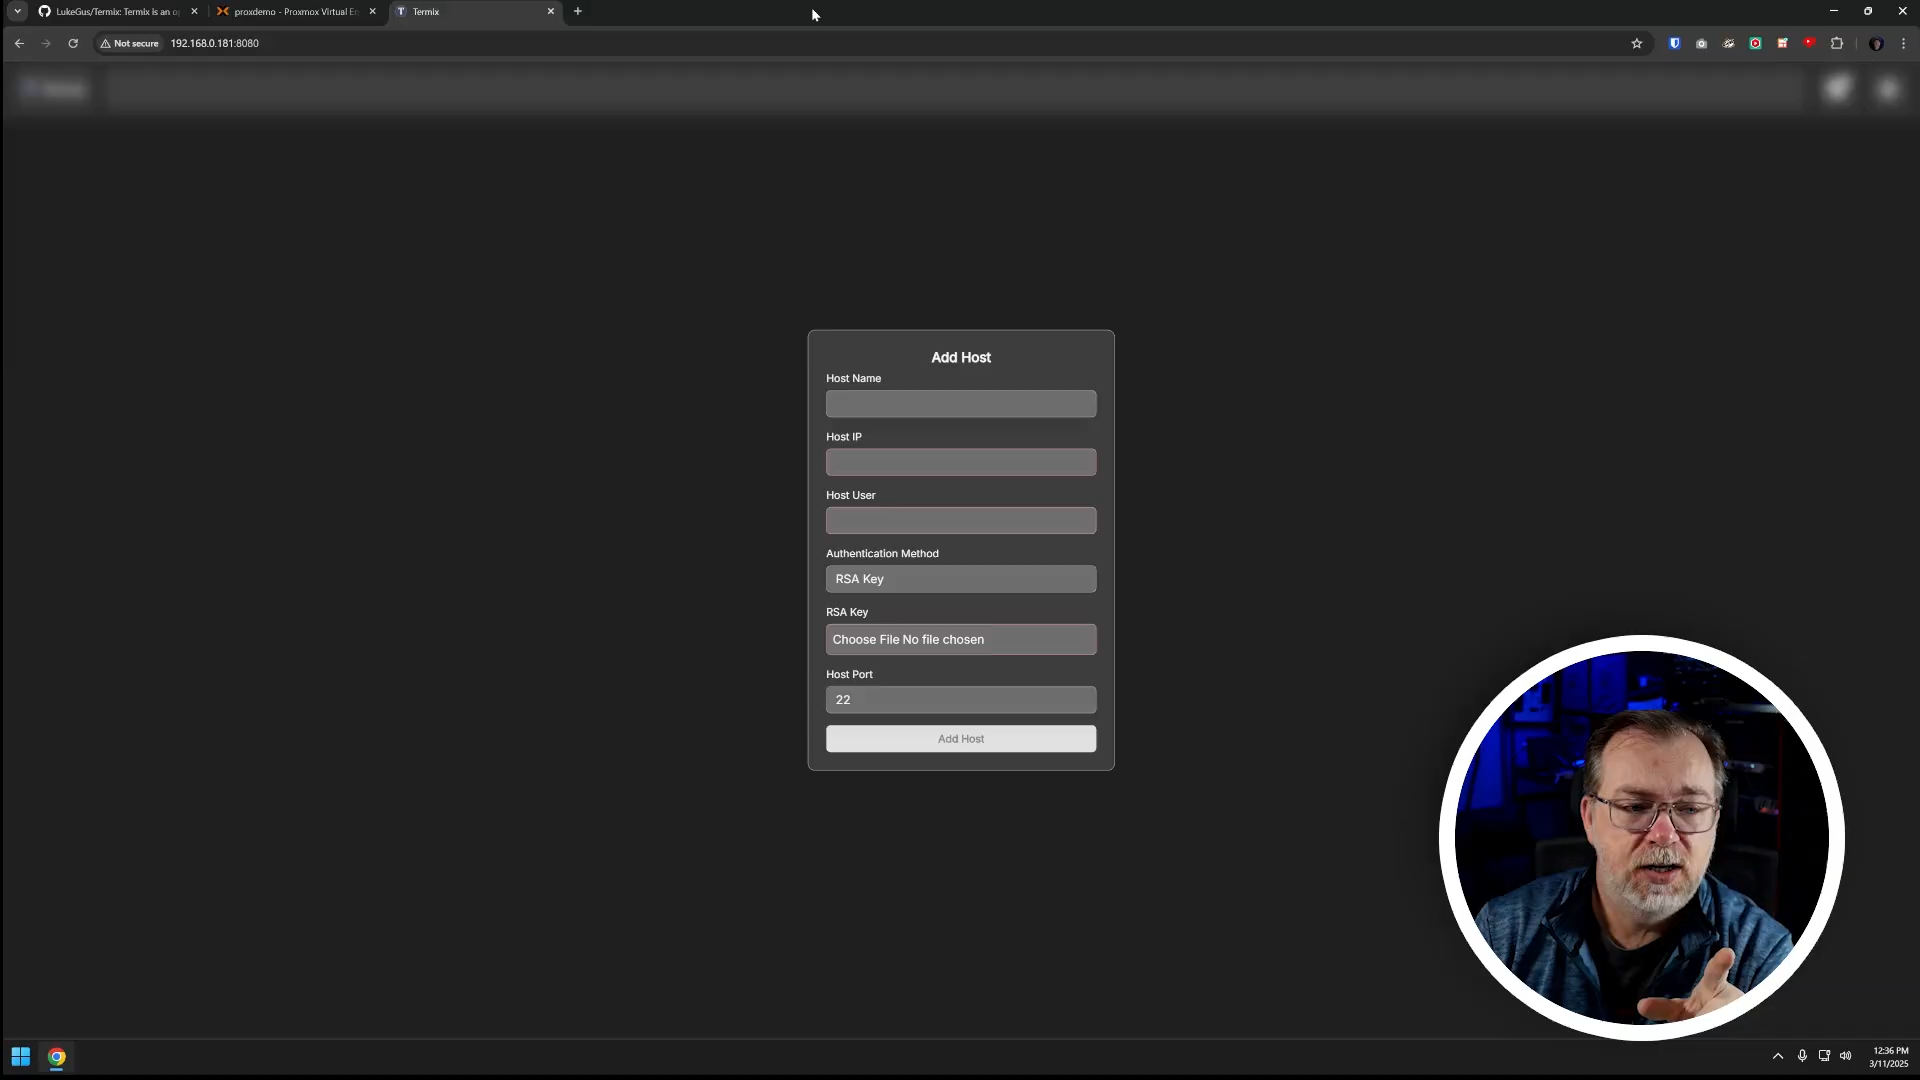 LukeGus/Termix: Termix is an o
proxdemo - Proxmox Virtual En
T Termix
Not secure
192.168.0.181:8080
Add Host
Host Name
Host IP
Host User
Authentication Method
RSA Key
RSA Key
Choose File No file chosen
Host Port
22
Add Host
12:36 PM
3/11/2025